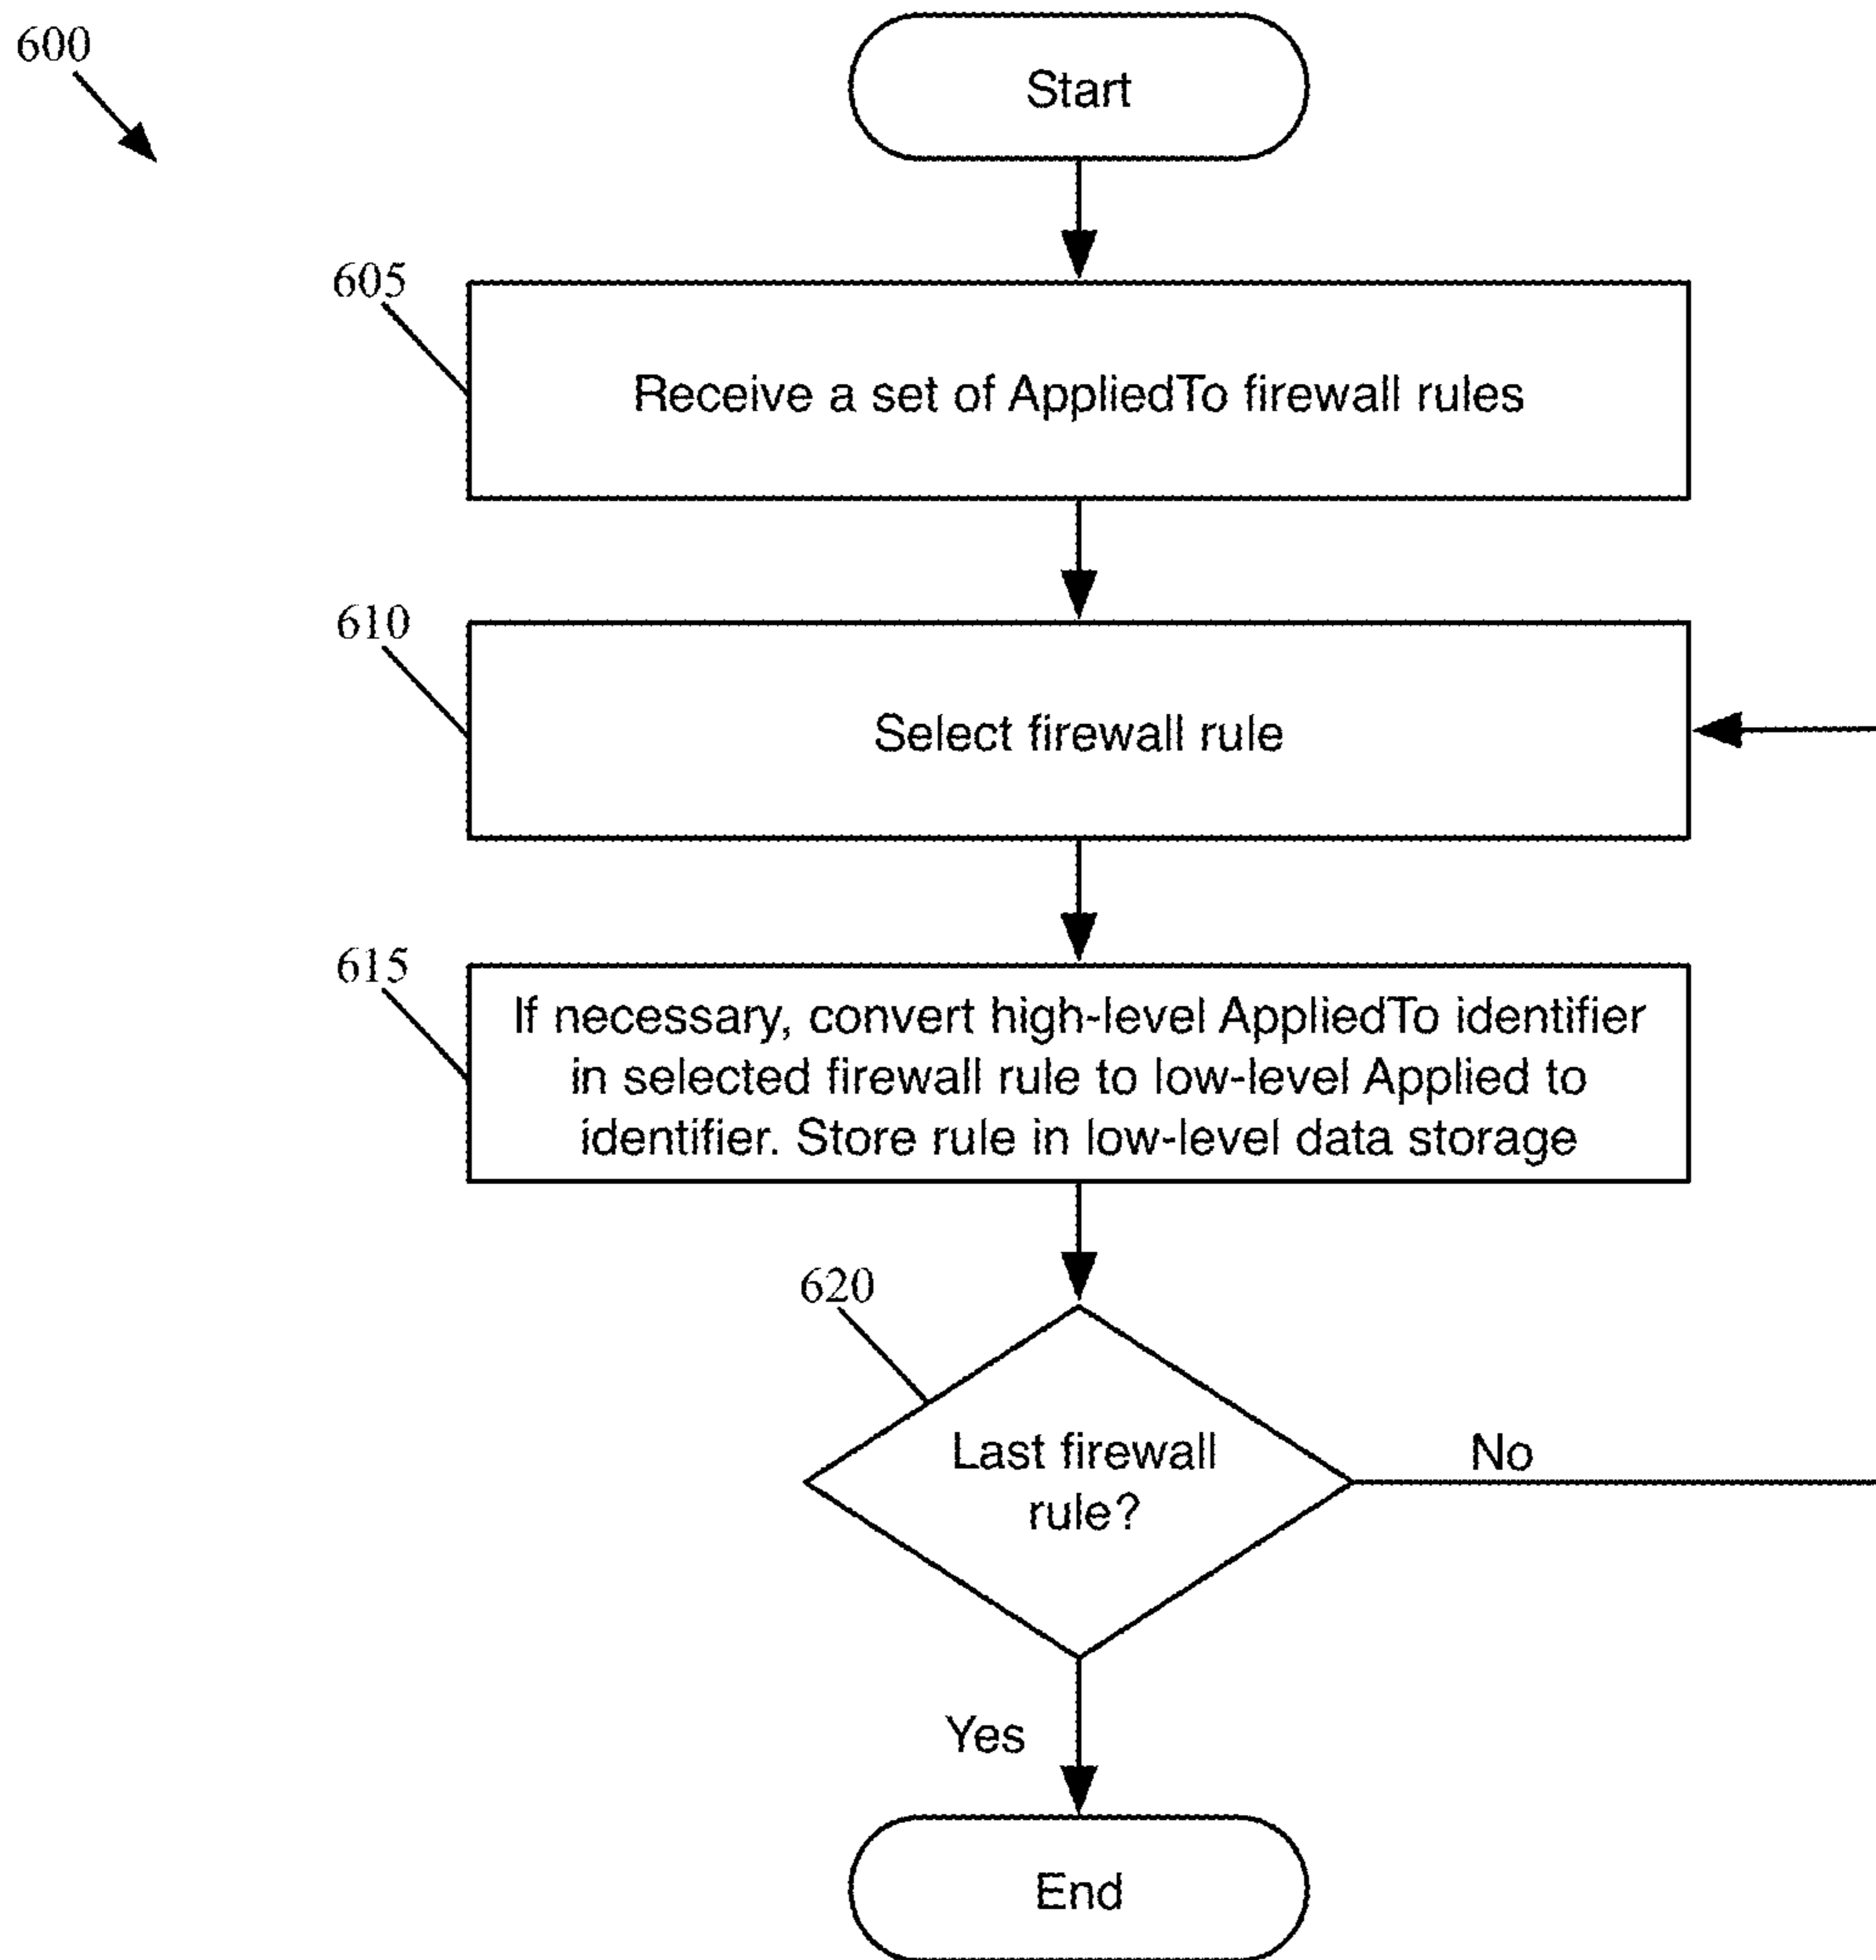 600
Start
605
Receive a set of AppliedTo firewall rules
610
Select firewall rule
615
If necessary, convert high-level AppliedTo identifier
in selected firewall rule to low-level Applied to
identifier. Store rule in low-level data storage
620
Last firewall
rule?
No
Yes
End